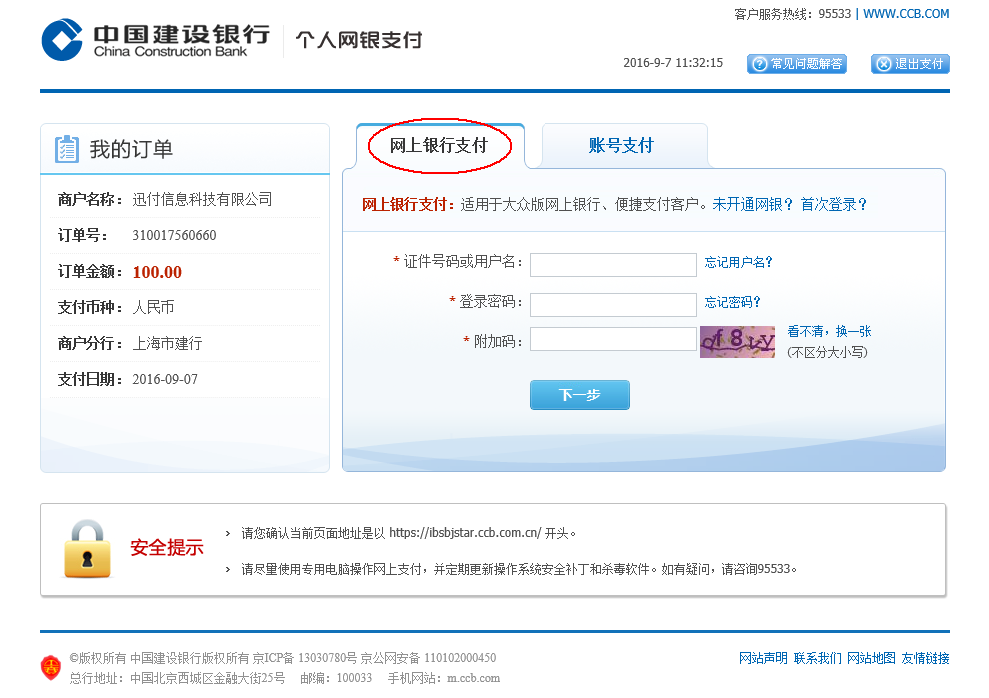 中国建设银行
China Construction Bank
个人网银支付
客户服务热线：95533 | WWW.CCB.COM
2016-9-7 11:32:15
常见问题解答
退出支付
我的订单
商户名称：迅付信息科技有限公司
订单号：310017560660
订单金额：100.00
支付币种：人民币
商户分行：上海市建行
支付日期：2016-09-07
网上银行支付
账号支付
网上银行支付：适用于大众版网上银行、便捷支付客户。未开通网银？首次登录？
* 证件号码或用户名： 忘记用户名？
* 登录密码： 忘记密码？
* 附加码： 看不清，换一张
(不区分大小写)
下一步
安全提示
› 请您确认当前页面地址是以 https://ibsbjstar.ccb.com.cn/ 开头。
› 请尽量使用专用电脑操作网上支付，并定期更新操作系统安全补丁和杀毒软件。如有疑问，请咨询95533。
©版权所有 中国建设银行版权所有 京ICP备 13030780号 京公网安备 110102000450
总行地址：中国北京西城区金融大街25号 邮编：100033 手机网站：m.ccb.com
网站声明 联系我们 网站地图 友情链接